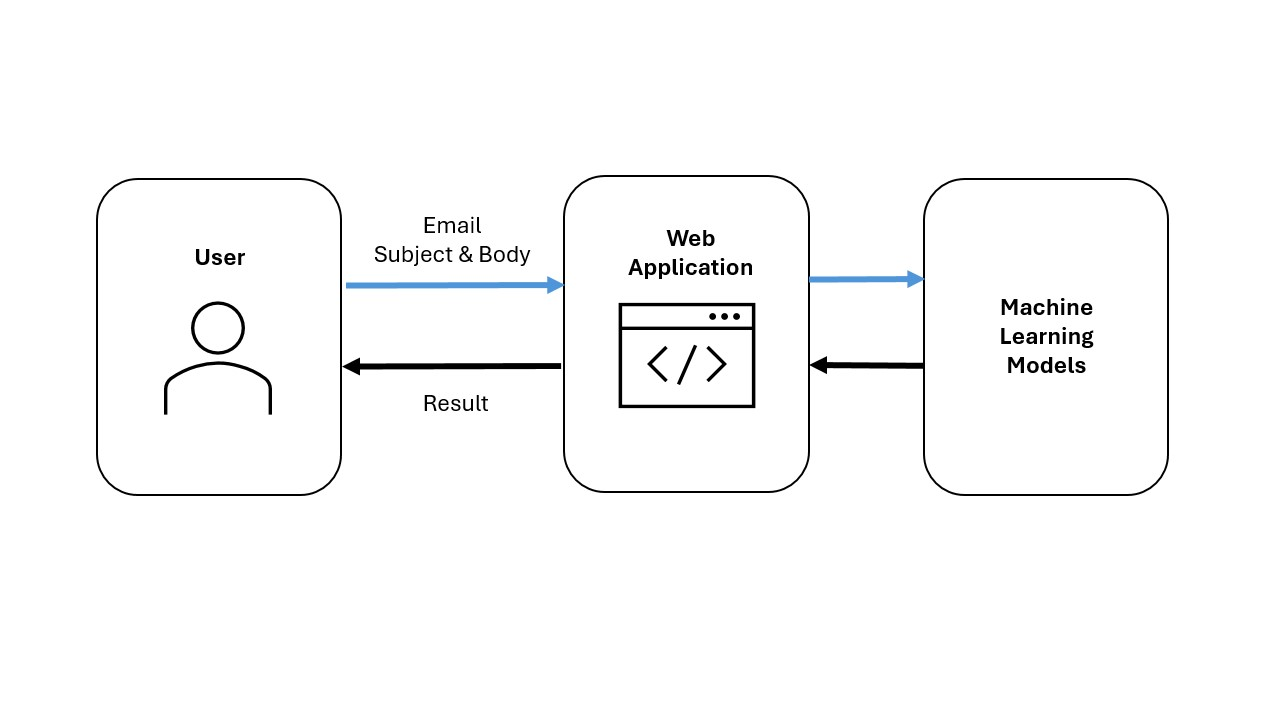 User
Email
Subject & Body
Result
Web
Application
</>
Machine
Learning
Models